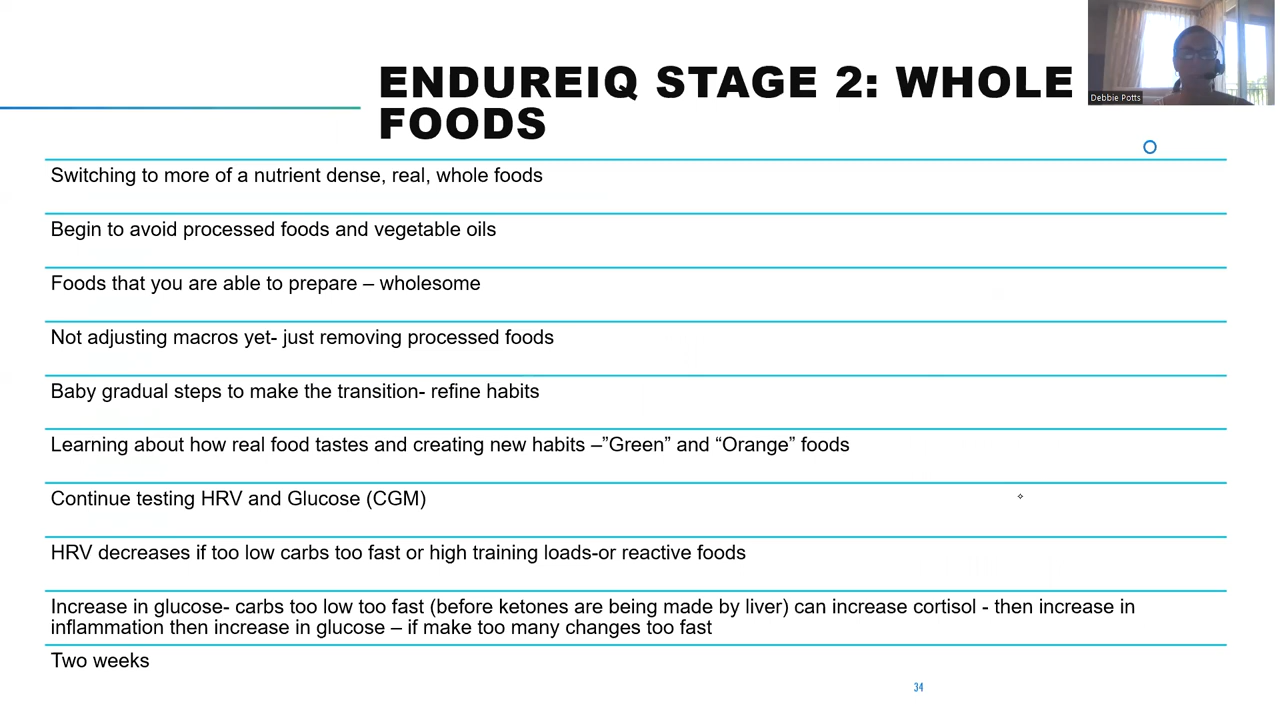 ENDUREIQ STAGE 2: WHOLE
FOODS
Debbie Potts
Switching to more of a nutrient dense, real, whole foods
Begin to avoid processed foods and vegetable oils
Foods that you are able to prepare – wholesome
Not adjusting macros yet- just removing processed foods
Baby gradual steps to make the transition- refine habits
Learning about how real food tastes and creating new habits –”Green” and “Orange” foods
Continue testing HRV and Glucose (CGM)
HRV decreases if too low carbs too fast or high training loads-or reactive foods
Increase in glucose- carbs too low too fast (before ketones are being made by liver) can increase cortisol - then increase in
inflammation then increase in glucose – if make too many changes too fast
Two weeks
34